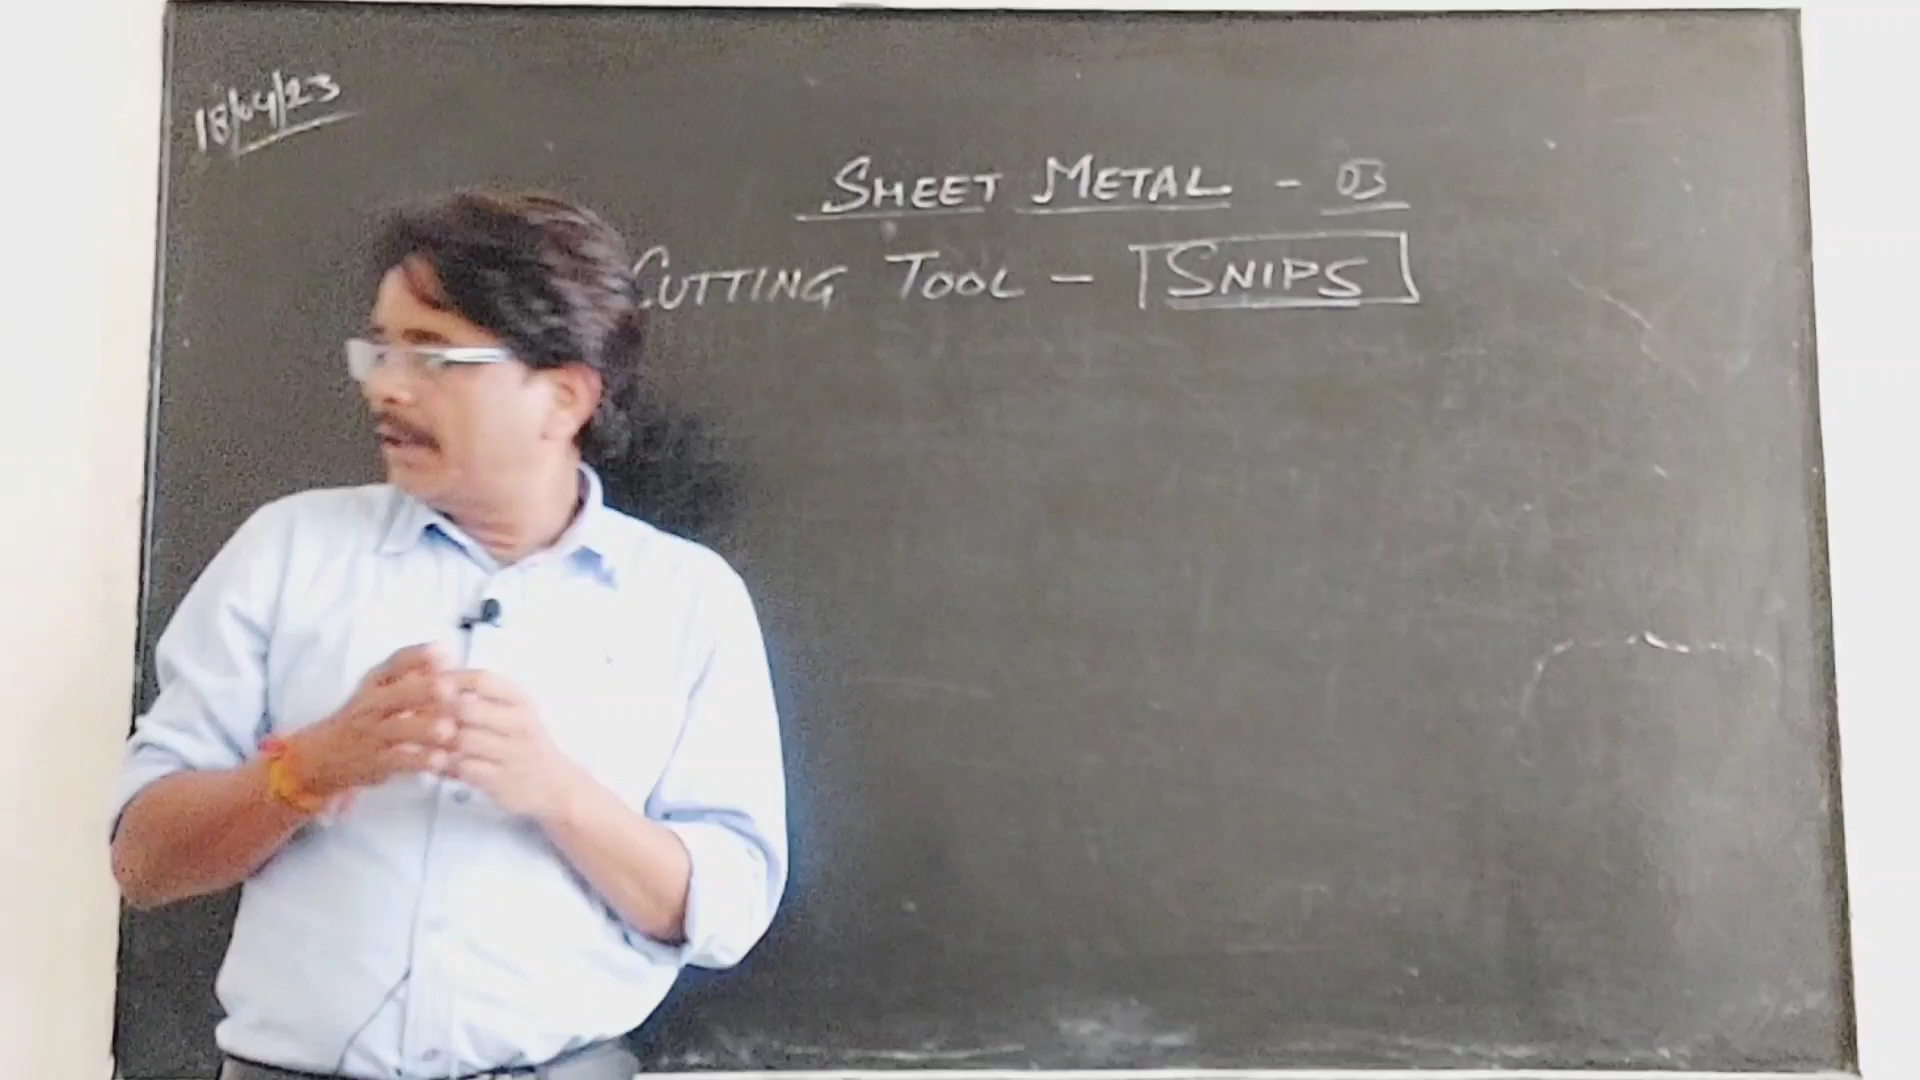 18/04/23
SHEET METAL - 03
CUTTING TOOL - SNIPS